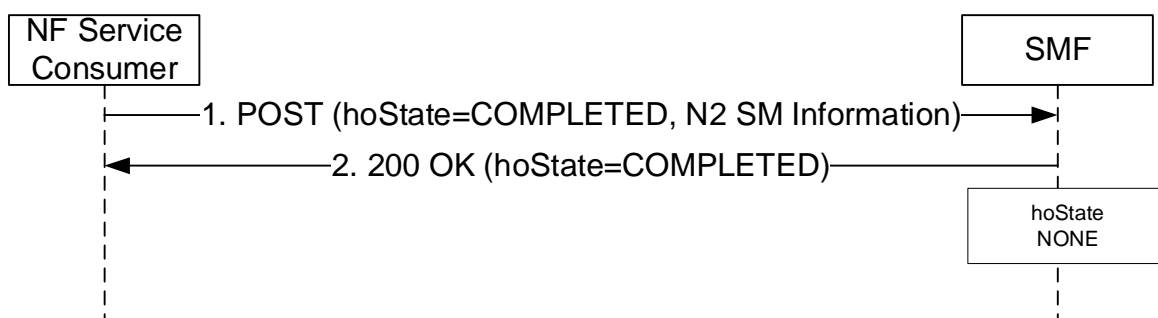 NF Service
Consumer
SMF
1. POST (hoState=COMPLETED, N2 SM Information)
2. 200 OK (hoState=COMPLETED)
hoState
NONE